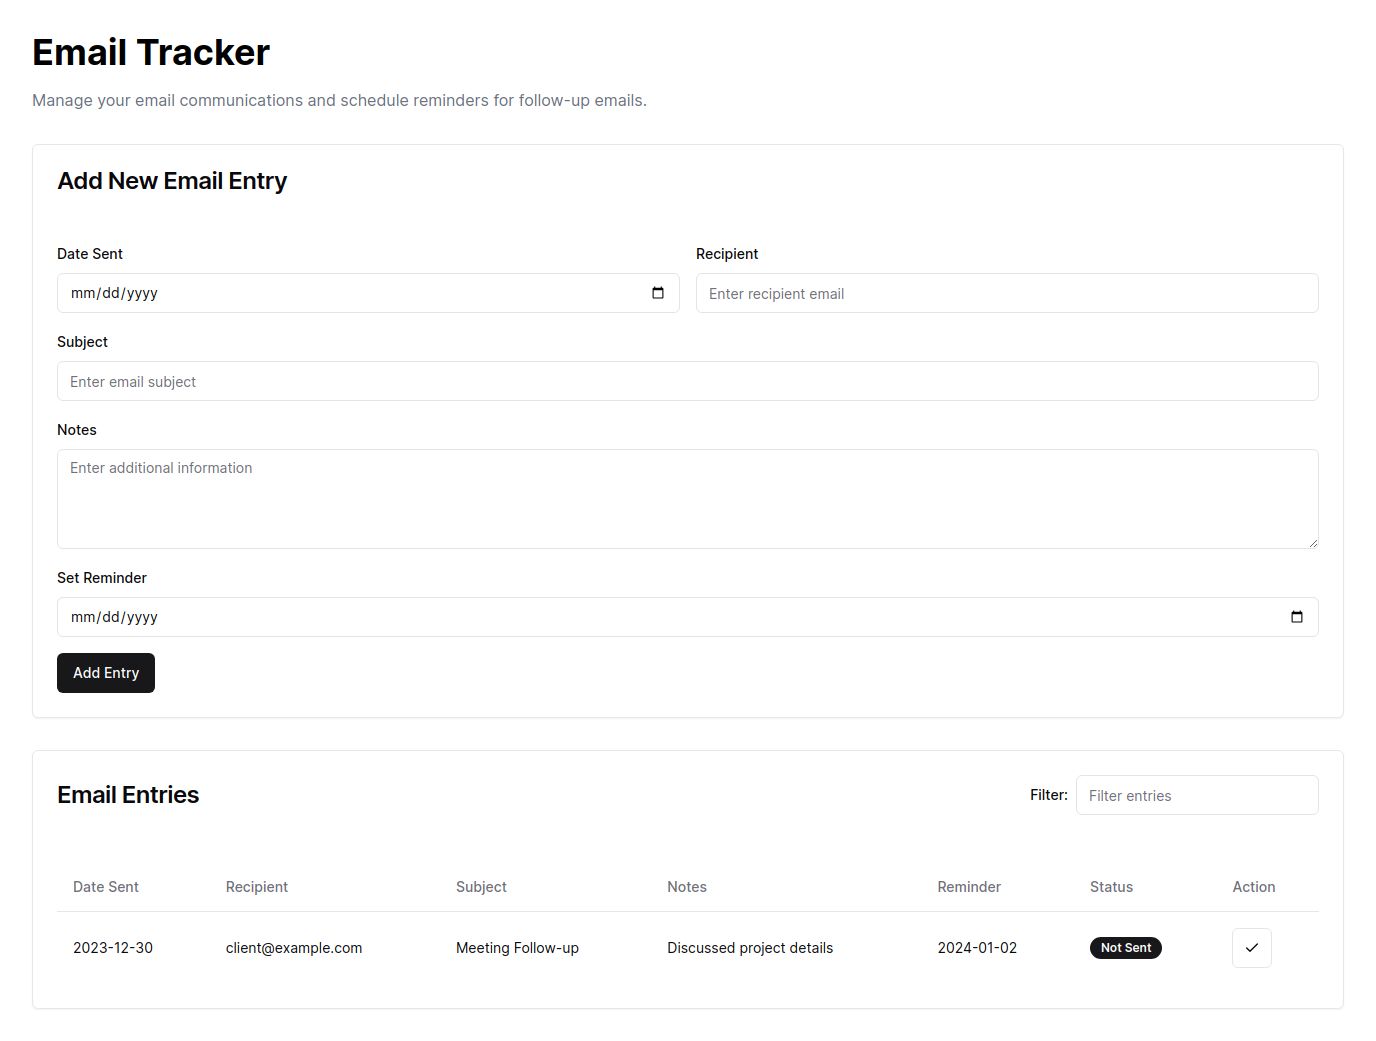 Email Tracker
Manage your email communications and schedule reminders for follow-up emails.
Add New Email Entry
Date Sent Recipient
mm/dd/yyyy Enter recipient email
Subject
Enter email subject
Notes
Enter additional information
Set Reminder
mm/dd/yyyy
Add Entry
Email Entries Filter: Filter entries
Date Sent Recipient Subject Notes Reminder Status Action
2023-12-30 client@example.com Meeting Follow-up Discussed project details 2024-01-02 Not Sent